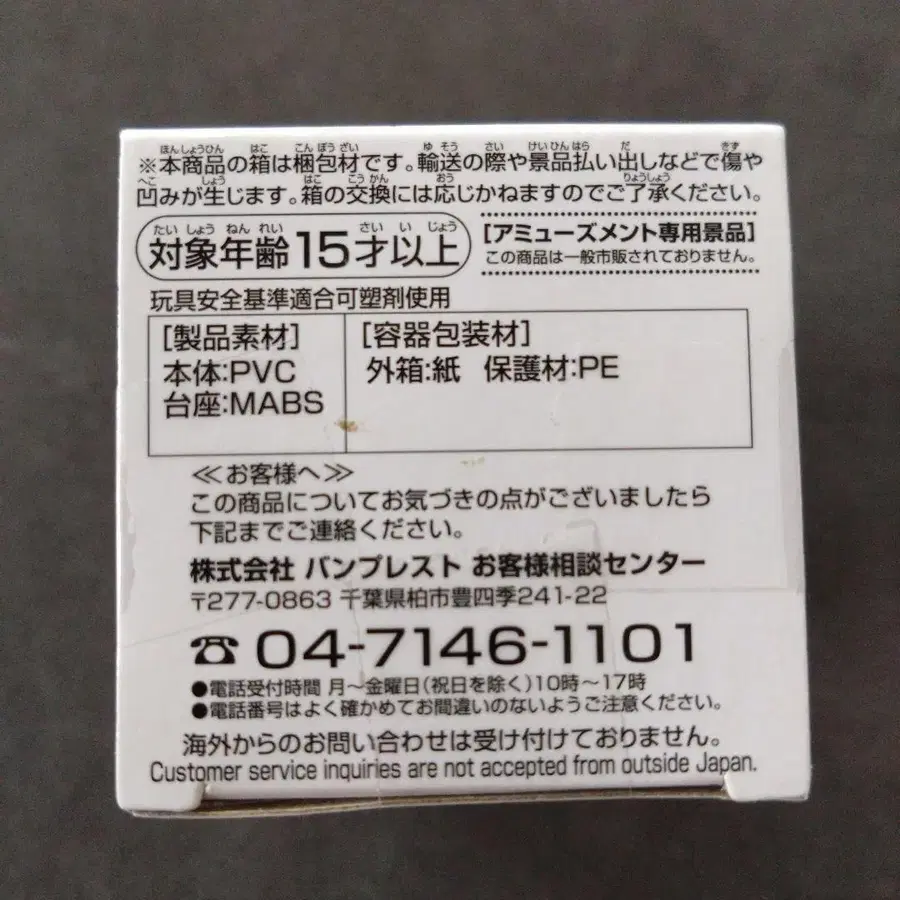 ※本商品の箱は梱包材です。輸送の際や景品払い出しなどで傷や
凹みが生じます。箱の交換には応じかねますのでご了承ください。
対象年齢15才以上
[アミューズメント専用景品]
この商品は一般市販されておりません。
玩具安全基準適合可塑剤使用
[製品素材]
本体:PVC
台座:MABS
[容器包装材]
外箱:紙 保護材:PE
≪お客様へ≫
この商品についてお気づきの点がございましたら
下記までご連絡ください。
株式会社 バンプレスト お客様相談センター
〒277-0863 千葉県柏市豊四季241-22
☎04-7146-1101
●電話受付時間 月～金曜日(祝日を除く)10時～17時
●電話番号はよく確かめてお間違いのないようご注意ください。
海外からのお問い合わせは受け付けておりません。
Customer service inquiries are not accepted from outside Japan.